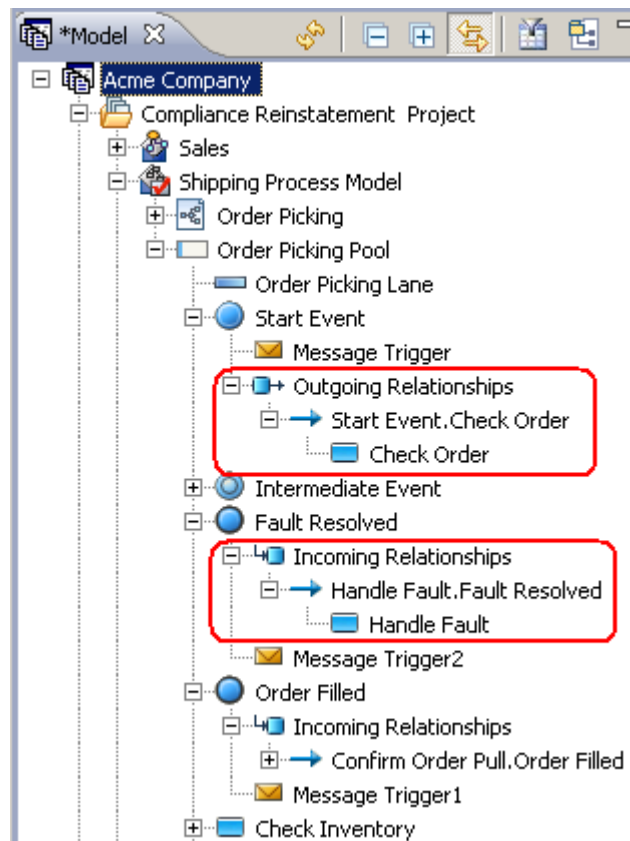 *Model
Acme Company
Compliance Reinstatement Project
Sales
Shipping Process Model
Order Picking
Order Picking Pool
Order Picking Lane
Start Event
Message Trigger
Outgoing Relationships
Start Event.Check Order
Check Order
Intermediate Event
Fault Resolved
Incoming Relationships
Handle Fault.Fault Resolved
Handle Fault
Message Trigger2
Order Filled
Incoming Relationships
Confirm Order Pull.Order Filled
Message Trigger1
Check Inventory